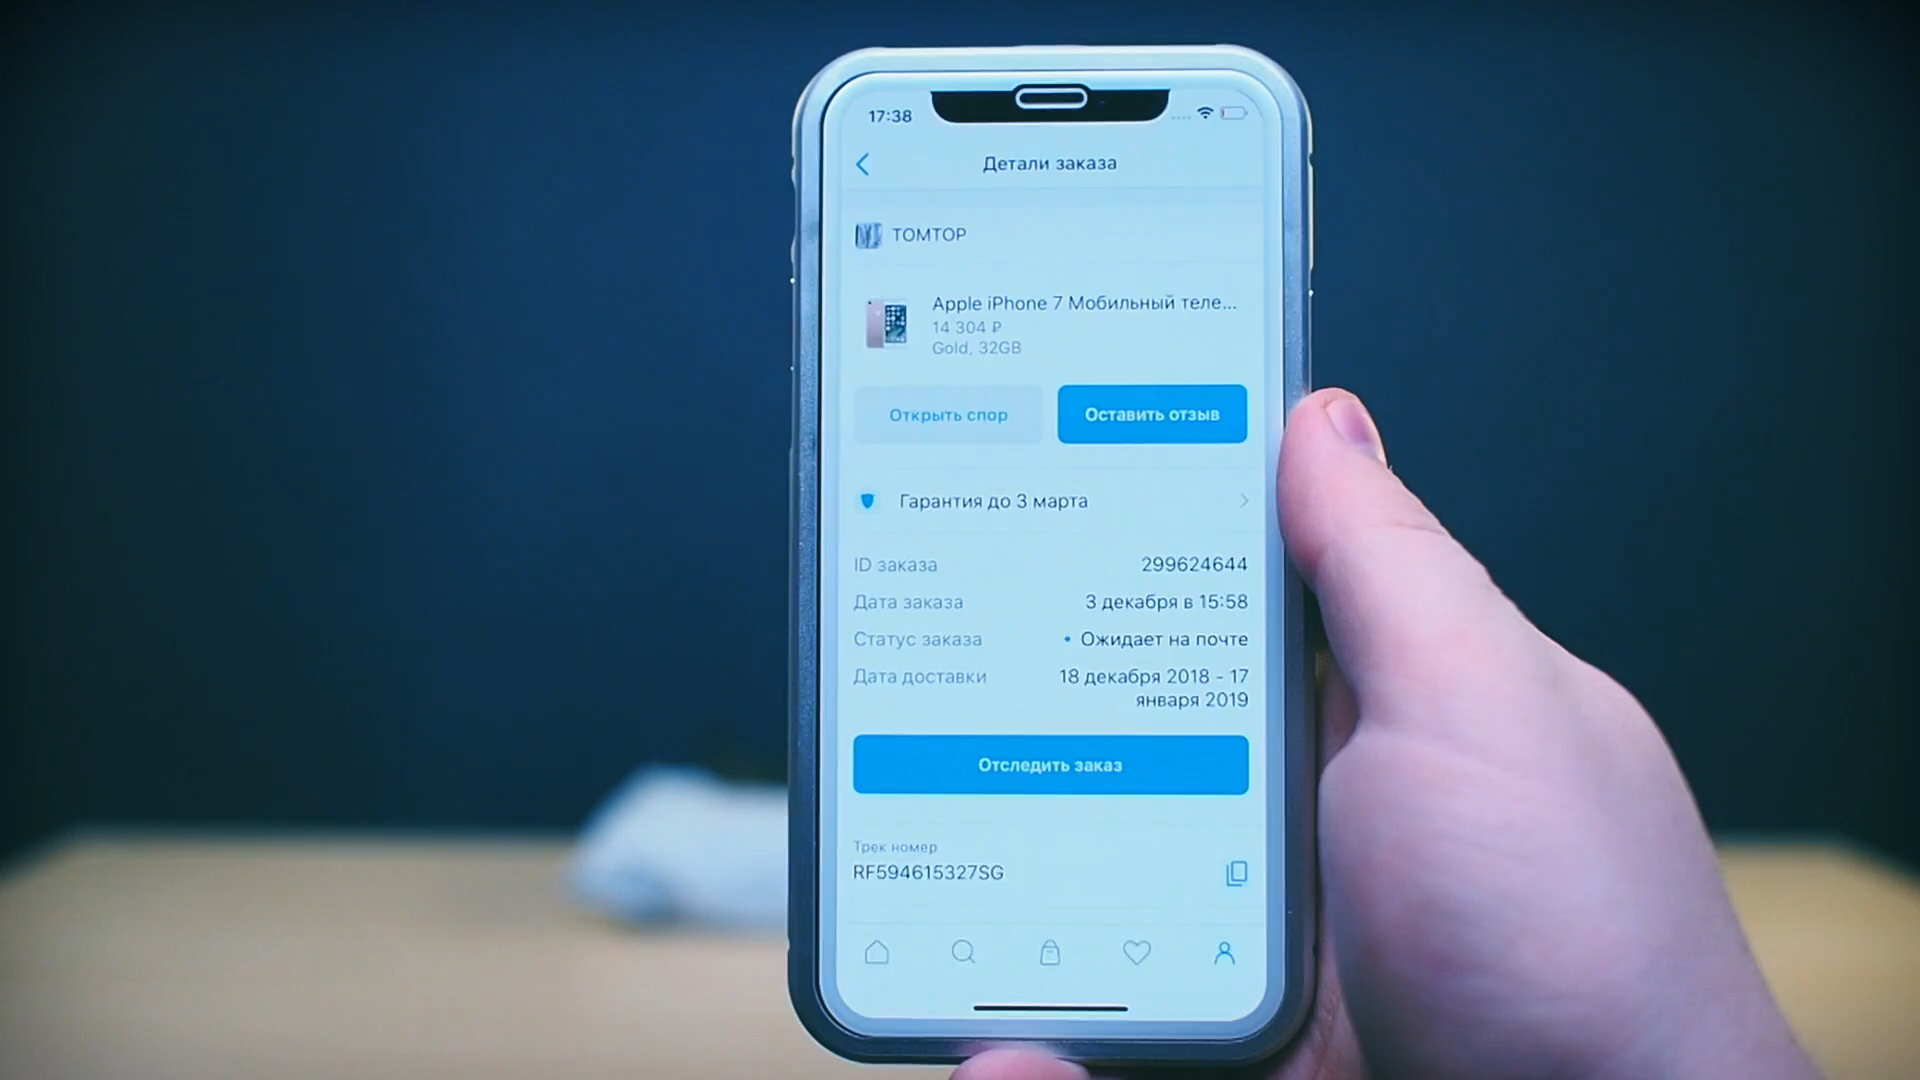 17:38
Детали заказа
TOMTOP
Apple iPhone 7 Мобильный теле...
14 304 ₽
Gold, 32GB
Открыть спор
Оставить отзыв
Гарантия до 3 марта
ID заказа 299624644
Дата заказа 3 декабря в 15:58
Статус заказа • Ожидает на почте
Дата доставки 18 декабря 2018 - 17
января 2019
Отследить заказ
Трек номер
RF594615327SG